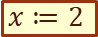 x := 2